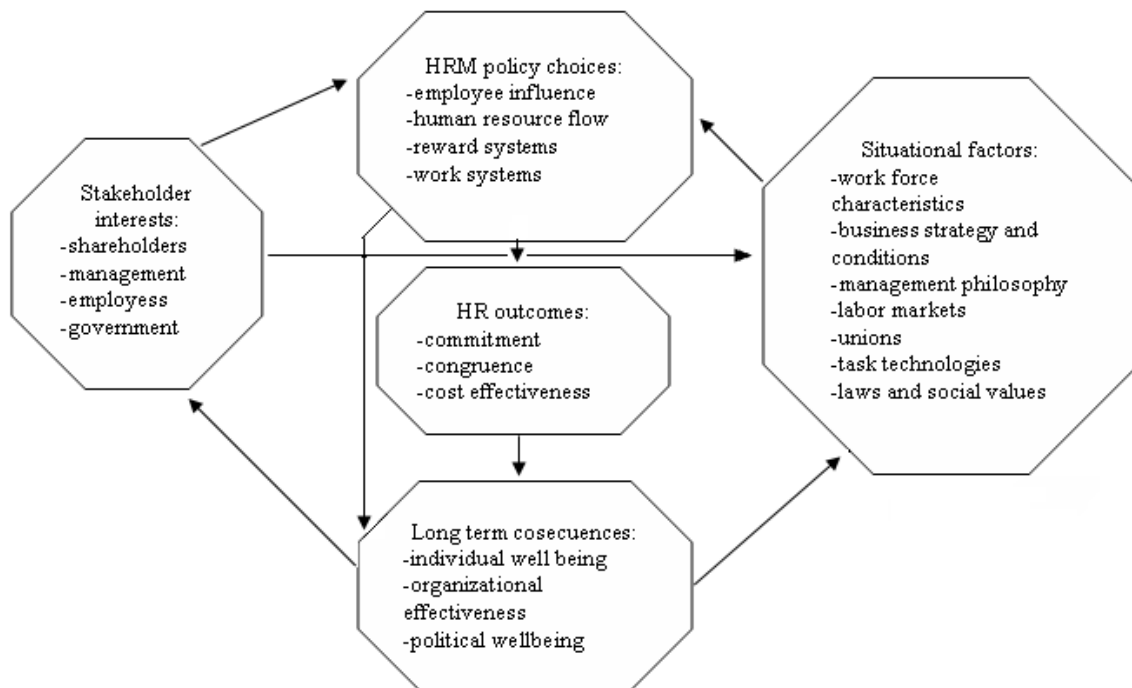 HRM policy choices:
-employee influence
-human resource flow
-reward systems
-work systems
Stakeholder
interests:
-shareholders
-management
-employess
-government
HR outcomes:
-commitment
-congruence
-cost effectiveness
Situational factors:
-work force
characteristics
-business strategy and
conditions
-management philosophy
-labor markets
-unions
-task technologies
-laws and social values
Long term cosecuences:
-individual well being
-organizational
effectiveness
-political wellbeing